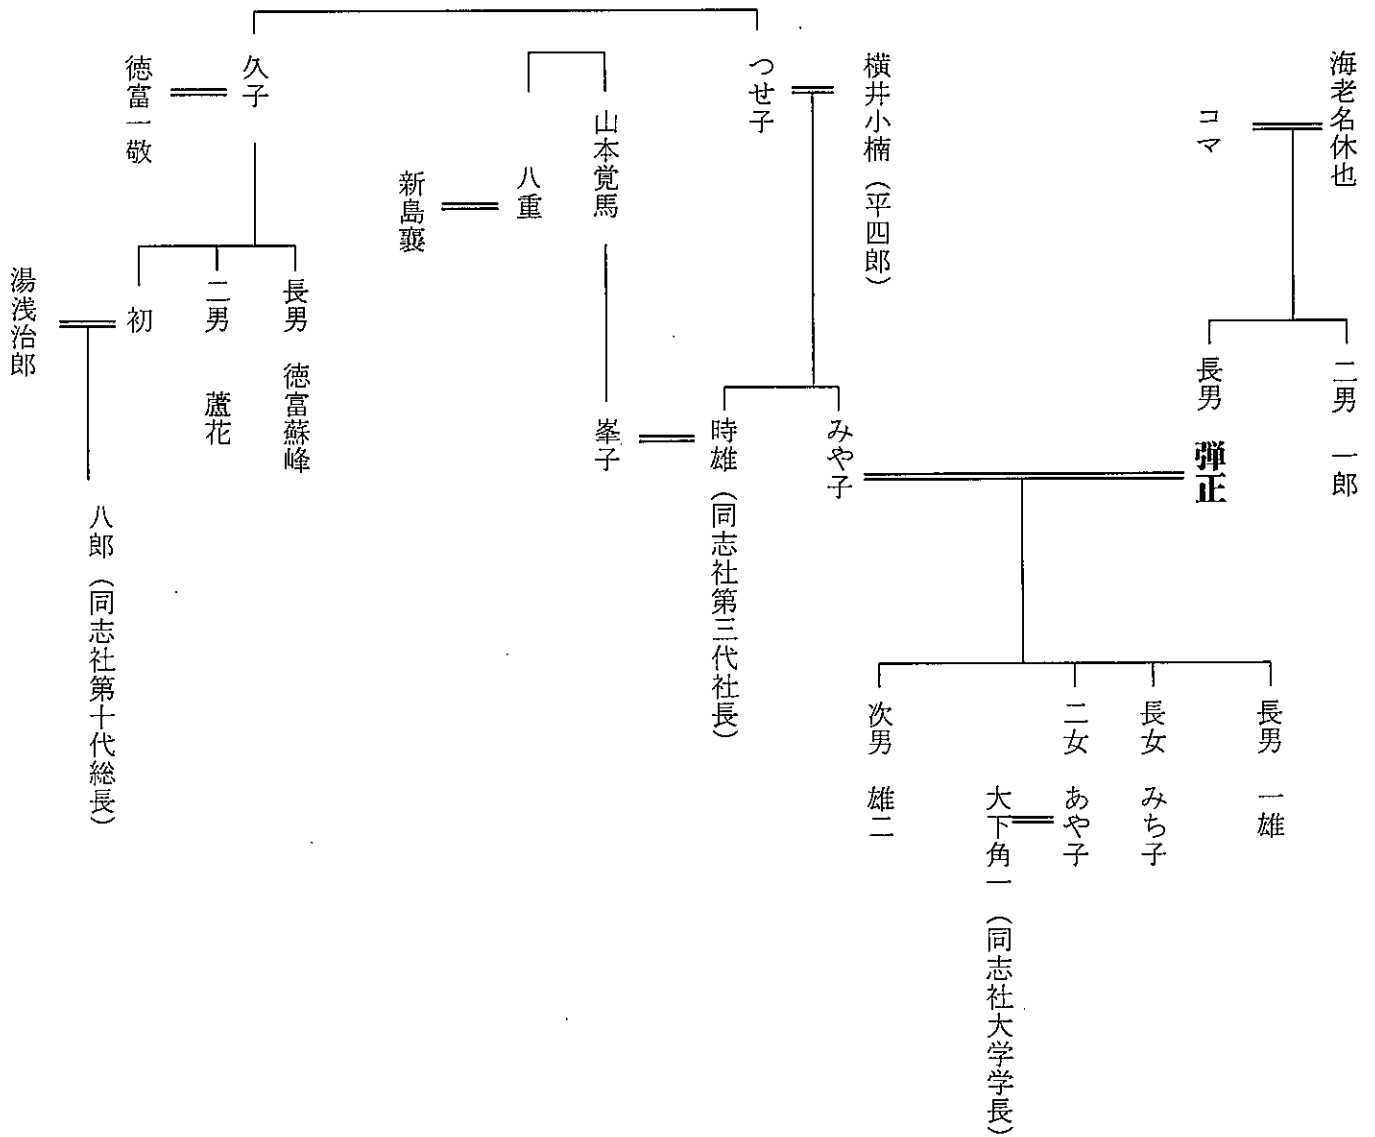 海老名休也
コマ
二男 一郎
長男 弾正
横井小楠（平四郎）
つせ子
みや子
時雄（同志社第三代社長）
長男 一雄
長女 みち子
二女 あや子
大下角一（同志社大学学長）
次男 雄二
山本覚馬
八重
新島襄
峯子
久子
徳富一敬
長男 徳富蘇峰
二男 蘆花
初
湯浅治郎
八郎（同志社第十代総長）